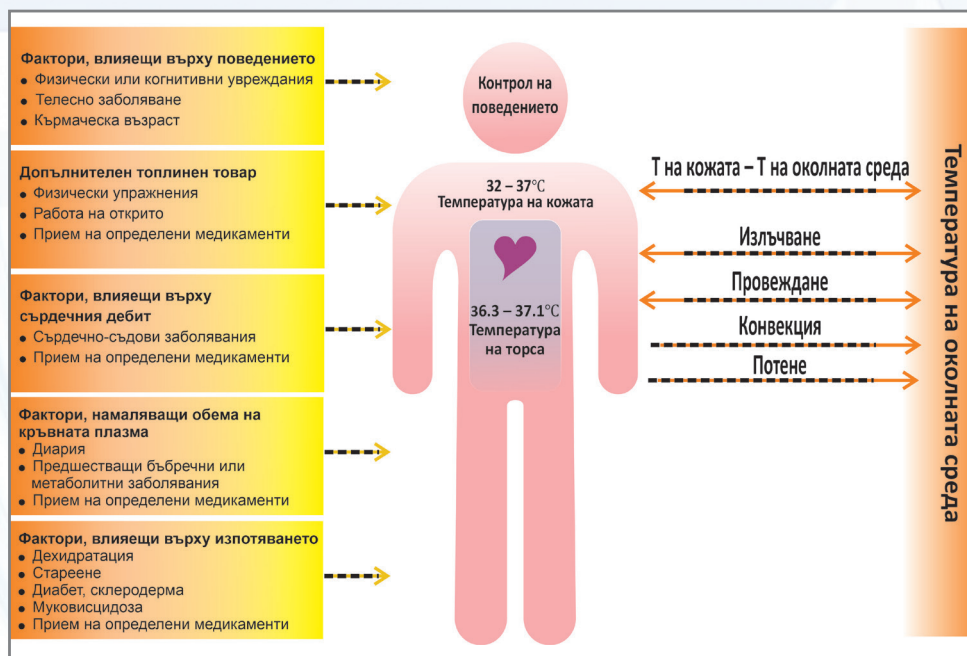 Фактори, влияещи върху поведението
● Физически или когнитивни увреждания
● Телесно заболяване
● Кърмаческа възраст
Допълнителен топлинен товар
● Физически упражнения
● Работа на открито
● Прием на определени медикаменти
Фактори, влияещи върху
сърдечния дебит
● Сърдечно-съдови заболявания
● Прием на определени медикаменти
Фактори, намаляващи обема на
кръвната плазма
● Диария
● Предшестващи бъбречни или
метаболитни заболявания
● Прием на определени медикаменти
Фактори, влияещи върху изпотяването
● Дехидратация
● Стареене
● Диабет, склеродерма
● Муковисцидоза
● Прием на определени медикаменти
Контрол на
поведението
32 – 37°C
Температура на кожата
36.3 – 37.1°C
Температура
на торса
Т на кожата – Т на околната среда
Излъчване
Провеждане
Конвекция
Потене
Температура на околната среда